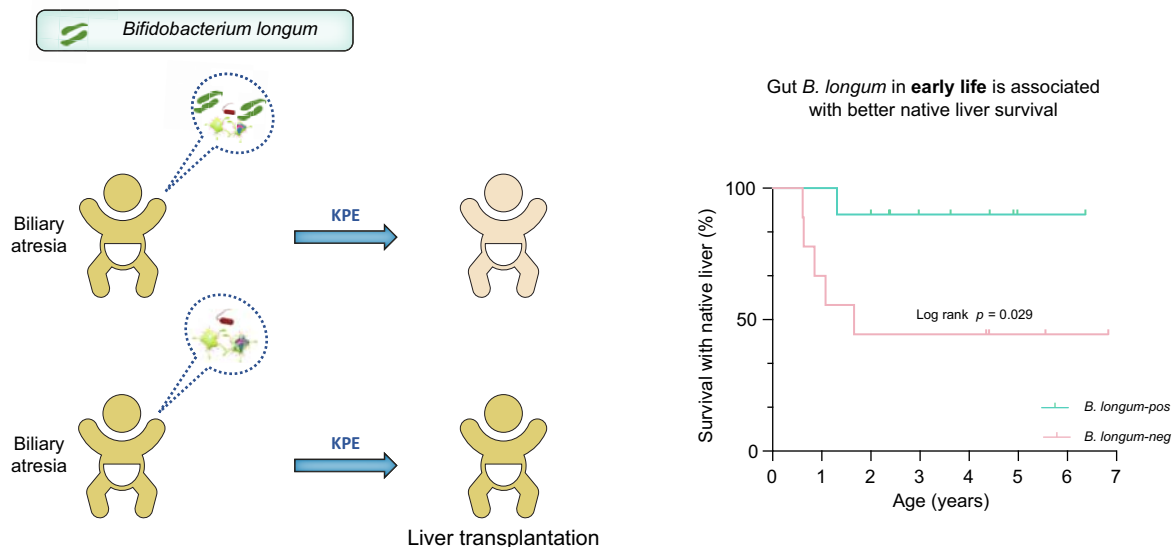 Bifidobacterium longum
Biliary
atresia
KPE
Biliary
atresia
KPE
Liver transplantation
Gut B. longum in early life is associated
with better native liver survival
Survival with native liver (%)
100
50
0
Log rank p = 0.029
B. longum-pos
B. longum-neg
0 1 2 3 4 5 6 7
Age (years)